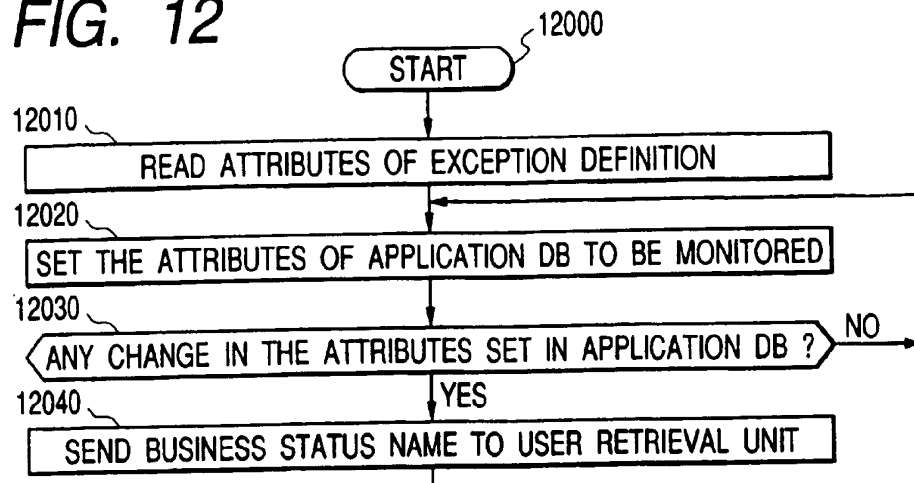 FIG. 12
12000
START
12010
READ ATTRIBUTES OF EXCEPTION DEFINITION
12020
SET THE ATTRIBUTES OF APPLICATION DB TO BE MONITORED
12030
ANY CHANGE IN THE ATTRIBUTES SET IN APPLICATION DB ?
NO
YES
12040
SEND BUSINESS STATUS NAME TO USER RETRIEVAL UNIT